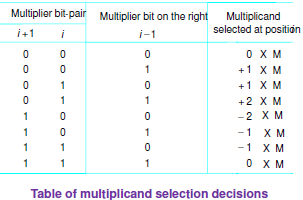 Multiplier bit-pair Multiplier bit on the right Multiplicand
selected at position
i+1 i i−1
0 0 0 0 X M
0 0 1 +1 X M
0 1 0 +1 X M
0 1 1 +2 X M
1 0 0 −2 X M
1 0 1 −1 X M
1 1 0 −1 X M
1 1 1 0 X M
Table of multiplicand selection decisions